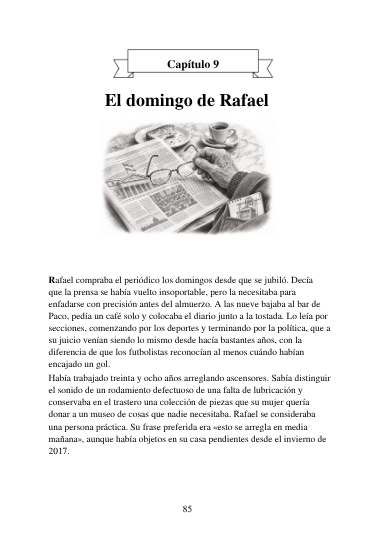 Capítulo 9
El domingo de Rafael
Rafael compraba el periódico los domingos desde que se jubiló. Decía
que la prensa se había vuelto insoportable, pero la necesitaba para
enfadarse con precisión antes del almuerzo. A las nueve bajaba al bar de
Paco, pedía un café solo y colocaba el diario junto a la tostada. Lo leía por
secciones, comenzando por los deportes y terminando por la política, que a
su juicio venían siendo lo mismo desde hacía bastantes años, con la
diferencia de que los futbolistas reconocían al menos cuándo habían
encajado un gol.
Había trabajado treinta y ocho años arreglando ascensores. Sabía distinguir
el sonido de un rodamiento defectuoso de una falta de lubricación y
conservaba en el trastero una colección de piezas que su mujer quería
donar a un museo de cosas que nadie necesitaba. Rafael se consideraba
una persona práctica. Su frase preferida era «esto se arregla en media
mañana», aunque había objetos en su casa pendientes desde el invierno de
2017.
85